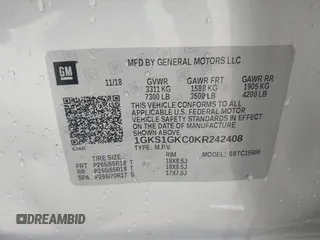 GM
MFD BY GENERAL MOTORS LLC
11/18 GVWR GAWR FRT GAWR RR
3311 KG 1588 KG 1905 KG
7300 LB 3500 LB 4200 LB
THIS VEHICLE CONFORMS TO ALL APPLICABLE
U.S. FEDERAL MOTOR VEHICLE SAFETY
STANDARDS IN EFFECT ON THE DATE OF
MANUFACTURE SHOWN ABOVE.
1GKS1GKC0KR242408
TYPE: M.P.V. MODEL:
TIRE SIZE RIM
FRT P265/65R18 T 18X8.5J
RR P265/65R18 T 18X8.5J
SPA 17X7.5J
© DREAMBID